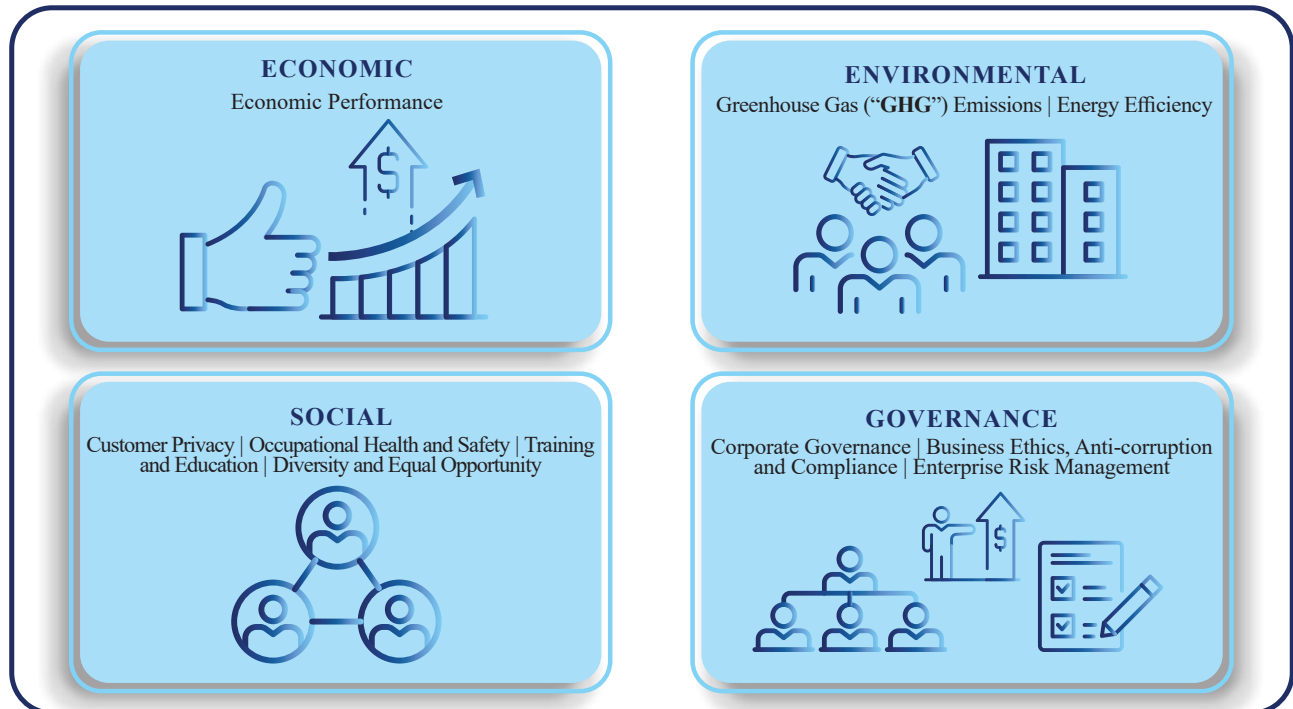 ECONOMIC
Economic Performance
ENVIRONMENTAL
Greenhouse Gas (“GHG”) Emissions | Energy Efficiency
SOCIAL
Customer Privacy | Occupational Health and Safety | Training
and Education | Diversity and Equal Opportunity
GOVERNANCE
Corporate Governance | Business Ethics, Anti-corruption
and Compliance | Enterprise Risk Management